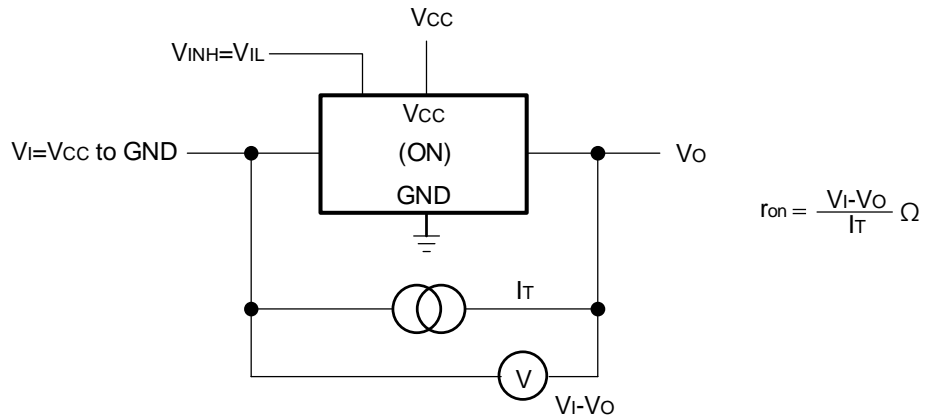 VCC
VINH=VIL
VCC
VI=VCC to GND
(ON)
VO
GND
ron = VI-VO / IT Ω
IT
V
VI-VO